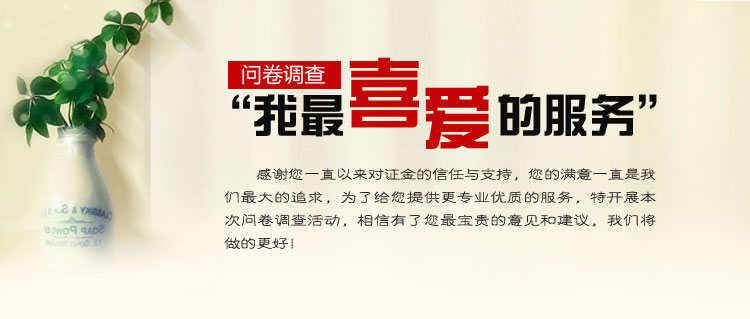 问卷调查
“我最喜爱的服务”
感谢您一直以来对证金的信任与支持，您的满意一直是我
们最大的追求，为了给您提供更专业优质的服务，特开展本
次问卷调查活动，相信有了您最宝贵的意见和建议，我们将
做的更好！
SOAP POWDER